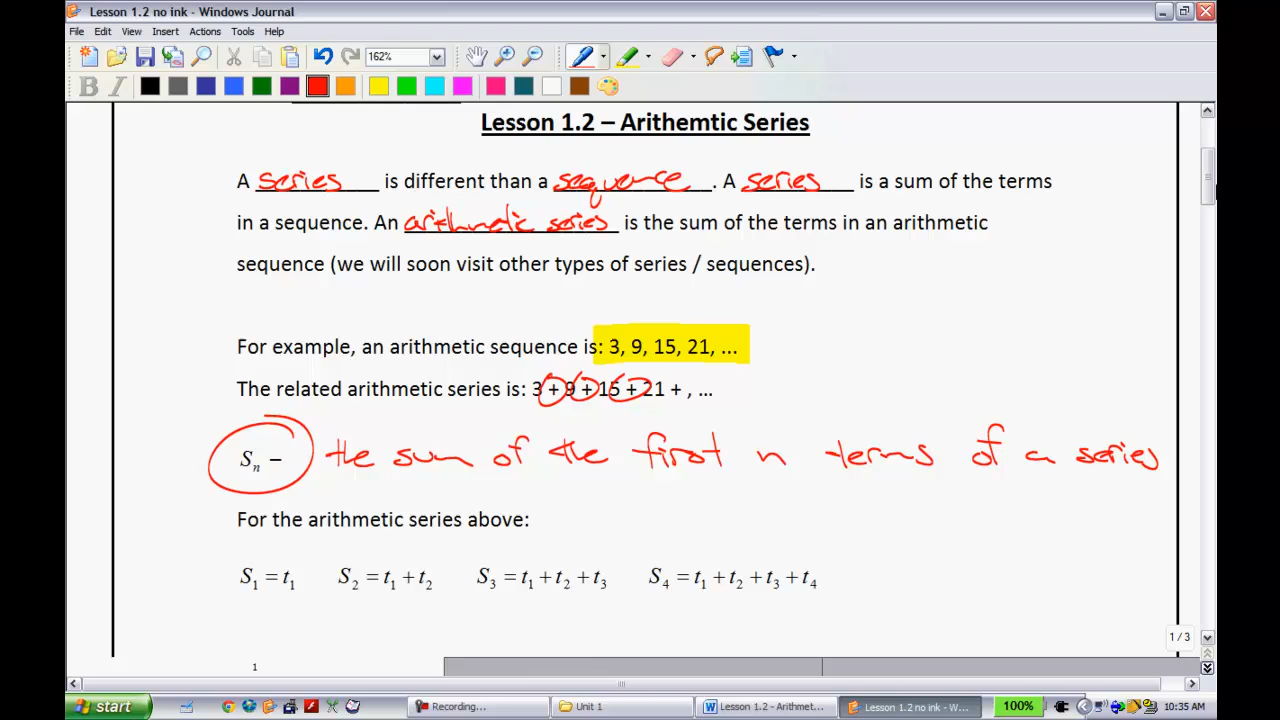 Lesson 1.2 no ink - Windows Journal
File Edit View Insert Actions Tools Help
162%
B I
Lesson 1.2 – Arithemtic Series
A series is different than a sequence. A series is a sum of the terms
in a sequence. An arithmetic series is the sum of the terms in an arithmetic
sequence (we will soon visit other types of series / sequences).
For example, an arithmetic sequence is: 3, 9, 15, 21, ...
The related arithmetic series is: 3 + 9 + 15 + 21 + , ...
Sₙ – the sum of the first n terms of a series
For the arithmetic series above:
S₁ = t₁ S₂ = t₁ + t₂ S₃ = t₁ + t₂ + t₃ S₄ = t₁ + t₂ + t₃ + t₄
1 / 3
1
start Recording... Unit 1 Lesson 1.2 - Arithmet... Lesson 1.2 no ink - W... 100% 10:35 AM